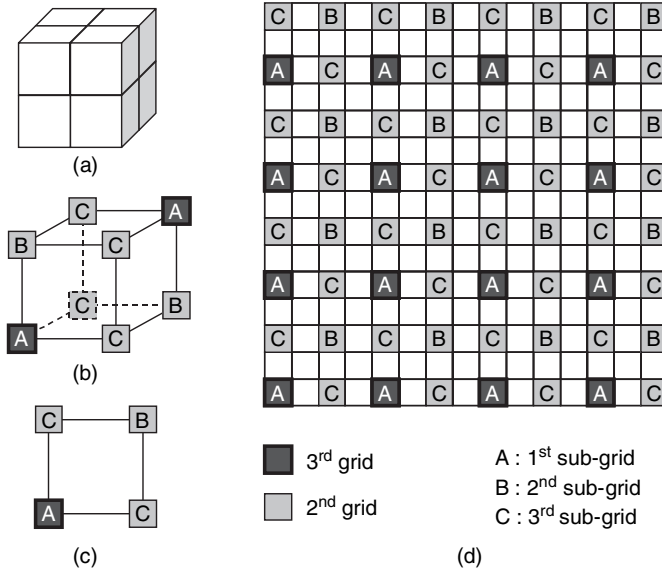 (a)
C A
B C
C B
A C
(b)
C B
A C
(c)
C B C B C B C B
A C A C A C A C
C B C B C B C B
A C A C A C A C
C B C B C B C B
A C A C A C A C
C B C B C B C B
A C A C A C A C
3rd grid
2nd grid
A : 1st sub-grid
B : 2nd sub-grid
C : 3rd sub-grid
(d)